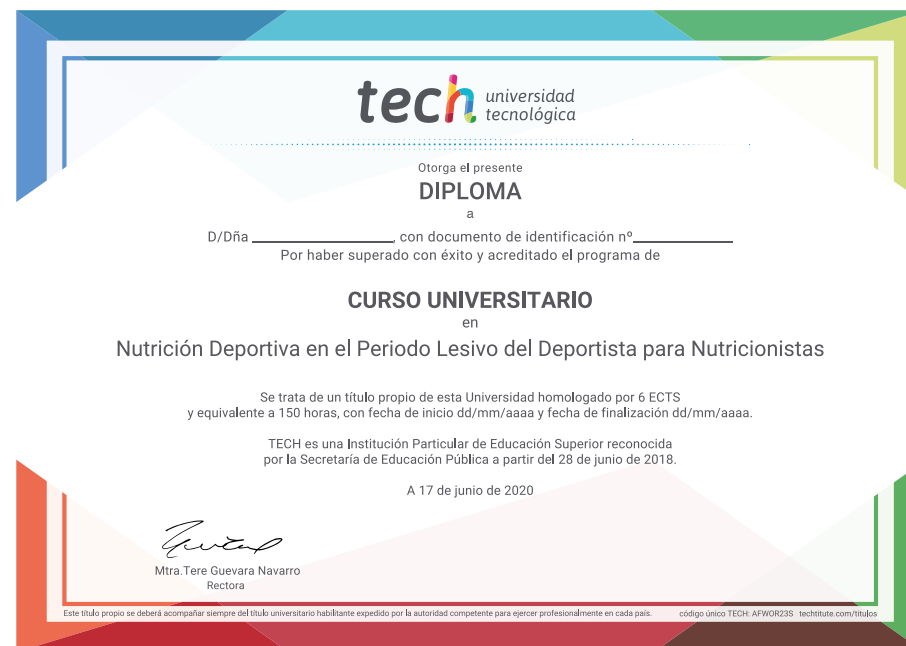 tech universidad
tecnológica
Otorga el presente
DIPLOMA
a
D/Dña ____________________, con documento de identificación nº______________
Por haber superado con éxito y acreditado el programa de
CURSO UNIVERSITARIO
en
Nutrición Deportiva en el Periodo Lesivo del Deportista para Nutricionistas
Se trata de un título propio de esta Universidad homologado por 6 ECTS
y equivalente a 150 horas, con fecha de inicio dd/mm/aaaa y fecha de finalización dd/mm/aaaa.
TECH es una Institución Particular de Educación Superior reconocida
por la Secretaría de Educación Pública a partir del 28 de junio de 2018.
A 17 de junio de 2020
Mtra.Tere Guevara Navarro
Rectora
Este título propio se deberá acompañar siempre del título universitario habilitante expedido por la autoridad competente para ejercer profesionalmente en cada país. código único TECH: AFWOR23S techtitute.com/titulos